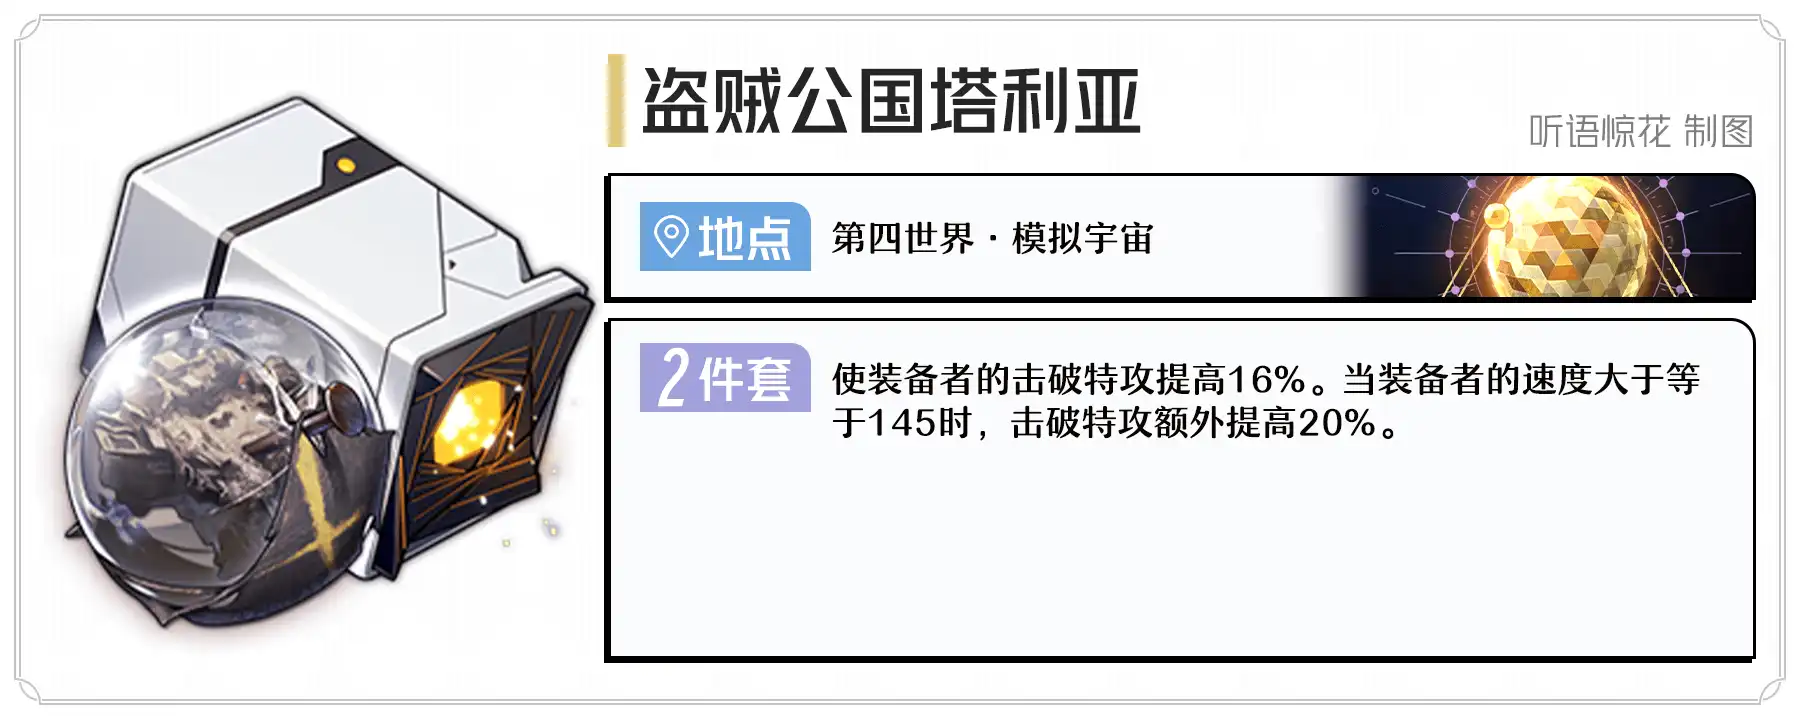 盗贼公国塔利亚
听语惊花 制图
地点
第四世界·模拟宇宙
2件套
使装备者的击破特攻提高16%。当装备者的速度大于等
于145时，击破特攻额外提高20%。